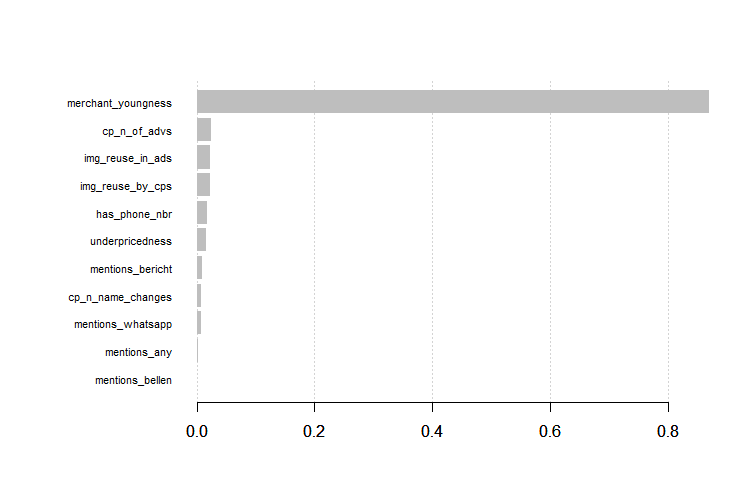 merchant_youngness
cp_n_of_advs
img_reuse_in_ads
img_reuse_by_cps
has_phone_nbr
underpricedness
mentions_bericht
cp_n_name_changes
mentions_whatsapp
mentions_any
mentions_bellen
0.0 0.2 0.4 0.6 0.8